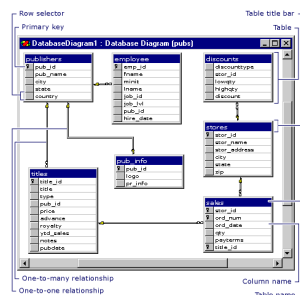 Row selector
Table title bar
Primary key
Table
DatabaseDiagram1 : Database Diagram (pubs)
publishers
pub_id
pub_name
city
state
country
employee
emp_id
fname
minit
lname
job_id
job_lvl
pub_id
hire_date
discounts
discounttype
stor_id
lowqty
highqty
discount
stores
stor_id
stor_name
stor_address
city
state
zip
pub_info
pub_id
logo
pr_info
titles
title_id
title
type
pub_id
price
advance
royalty
ytd_sales
notes
pubdate
sales
stor_id
ord_num
ord_date
qty
payterms
title_id
One-to-many relationship
Column name
One-to-one relationship
Table name